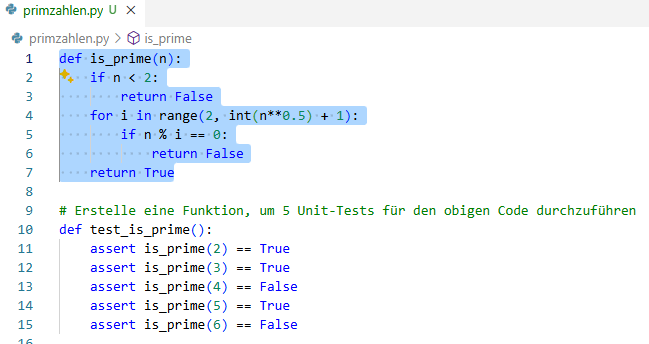 primzahlen.py U ×
primzahlen.py > is_prime
1 def is_prime(n):
2     if n < 2:
3         return False
4     for i in range(2, int(n**0.5) + 1):
5         if n % i == 0:
6             return False
7     return True
8
9 # Erstelle eine Funktion, um 5 Unit-Tests für den obigen Code durchzuführen
10 def test_is_prime():
11     assert is_prime(2) == True
12     assert is_prime(3) == True
13     assert is_prime(4) == False
14     assert is_prime(5) == True
15     assert is_prime(6) == False
16